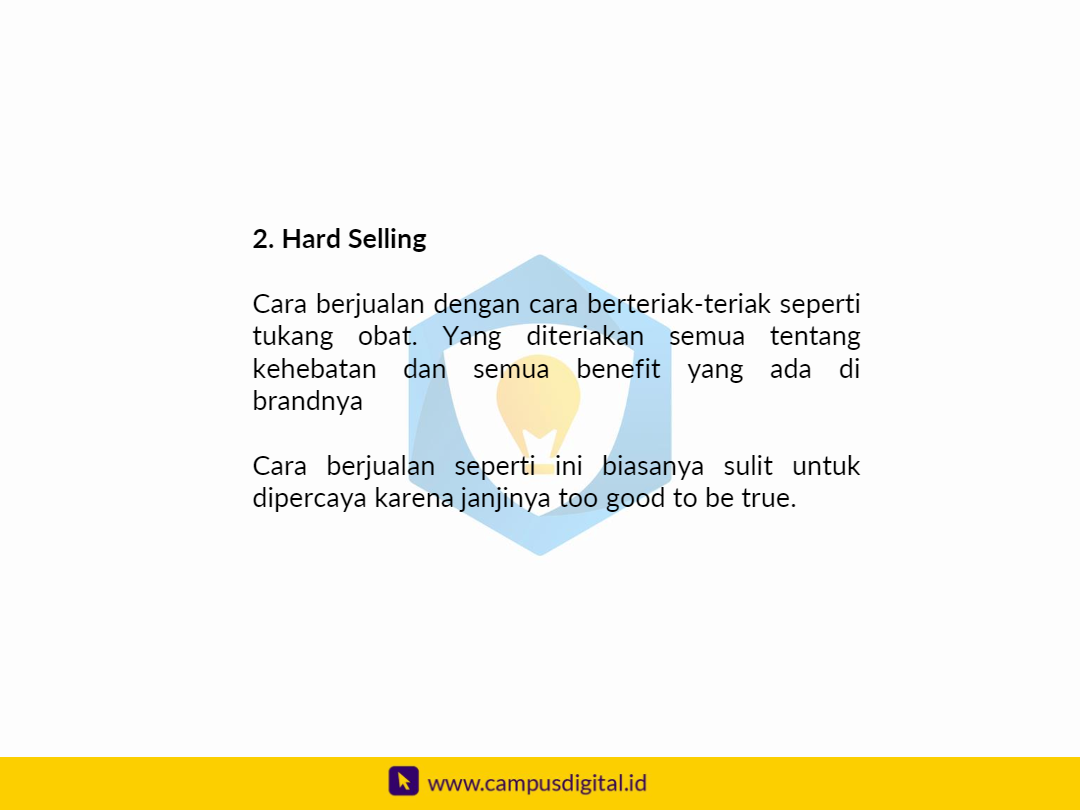 2. Hard Selling
Cara berjualan dengan cara berteriak-teriak seperti
tukang obat. Yang diteriakan semua tentang
kehebatan dan semua benefit yang ada di
brandnya
Cara berjualan seperti ini biasanya sulit untuk
dipercaya karena janjinya too good to be true.
www.campusdigital.id